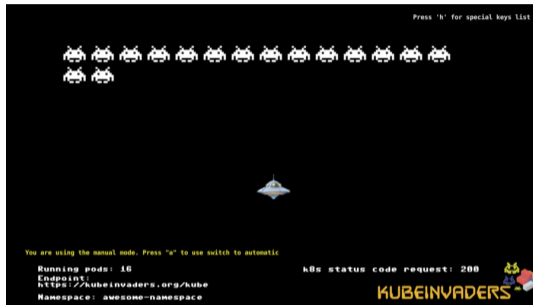 Press 'h' for special keys list
You are using the manual mode. Press "a" to use switch to automatic
Running pods: 16
k8s status code request: 200
Endpoint:
https://kubeinvaders.org/kube
Namespace: awesome-namespace
KUBEINVADERS